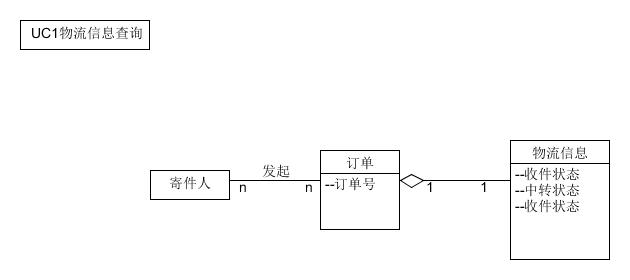 UC1物流信息查询
物流信息
订单
发起
--收件状态
寄件人
n
n
--订单号
1
1
--中转状态
--收件状态